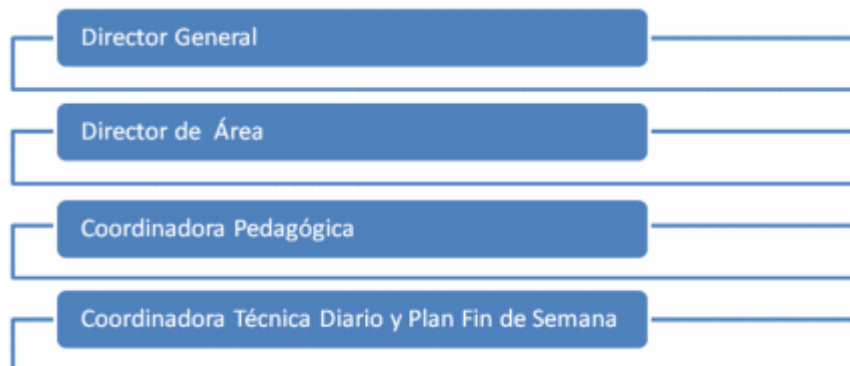 Director General
Director de Área
Coordinadora Pedagógica
Coordinadora Técnica Diario y Plan Fin de Semana